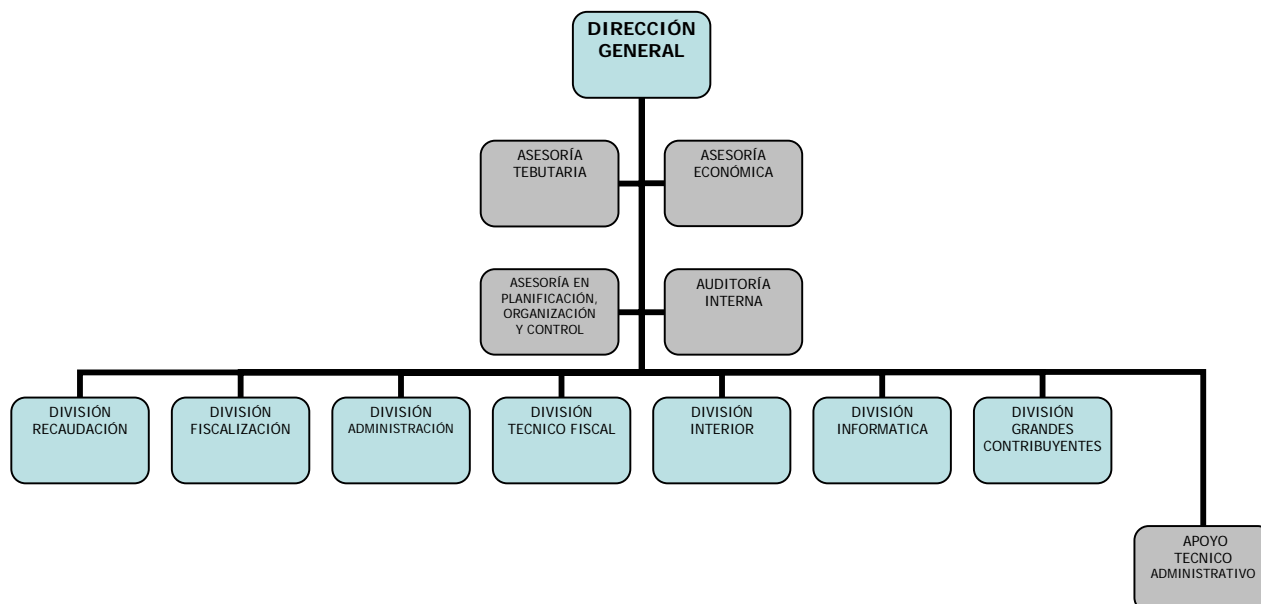 DIRECCIÓN
GENERAL
ASESORÍA
TEBUTARIA
ASESORÍA
ECONÓMICA
ASESORÍA EN
PLANIFICACIÓN,
ORGANIZACIÓN
Y CONTROL
AUDITORÍA
INTERNA
DIVISIÓN
RECAUDACIÓN
DIVISIÓN
FISCALIZACIÓN
DIVISIÓN
ADMINISTRACIÓN
DIVISIÓN
TECNICO FISCAL
DIVISIÓN
INTERIOR
DIVISIÓN
INFORMATICA
DIVISIÓN
GRANDES
CONTRIBUYENTES
APOYO
TECNICO
ADMINISTRATIVO